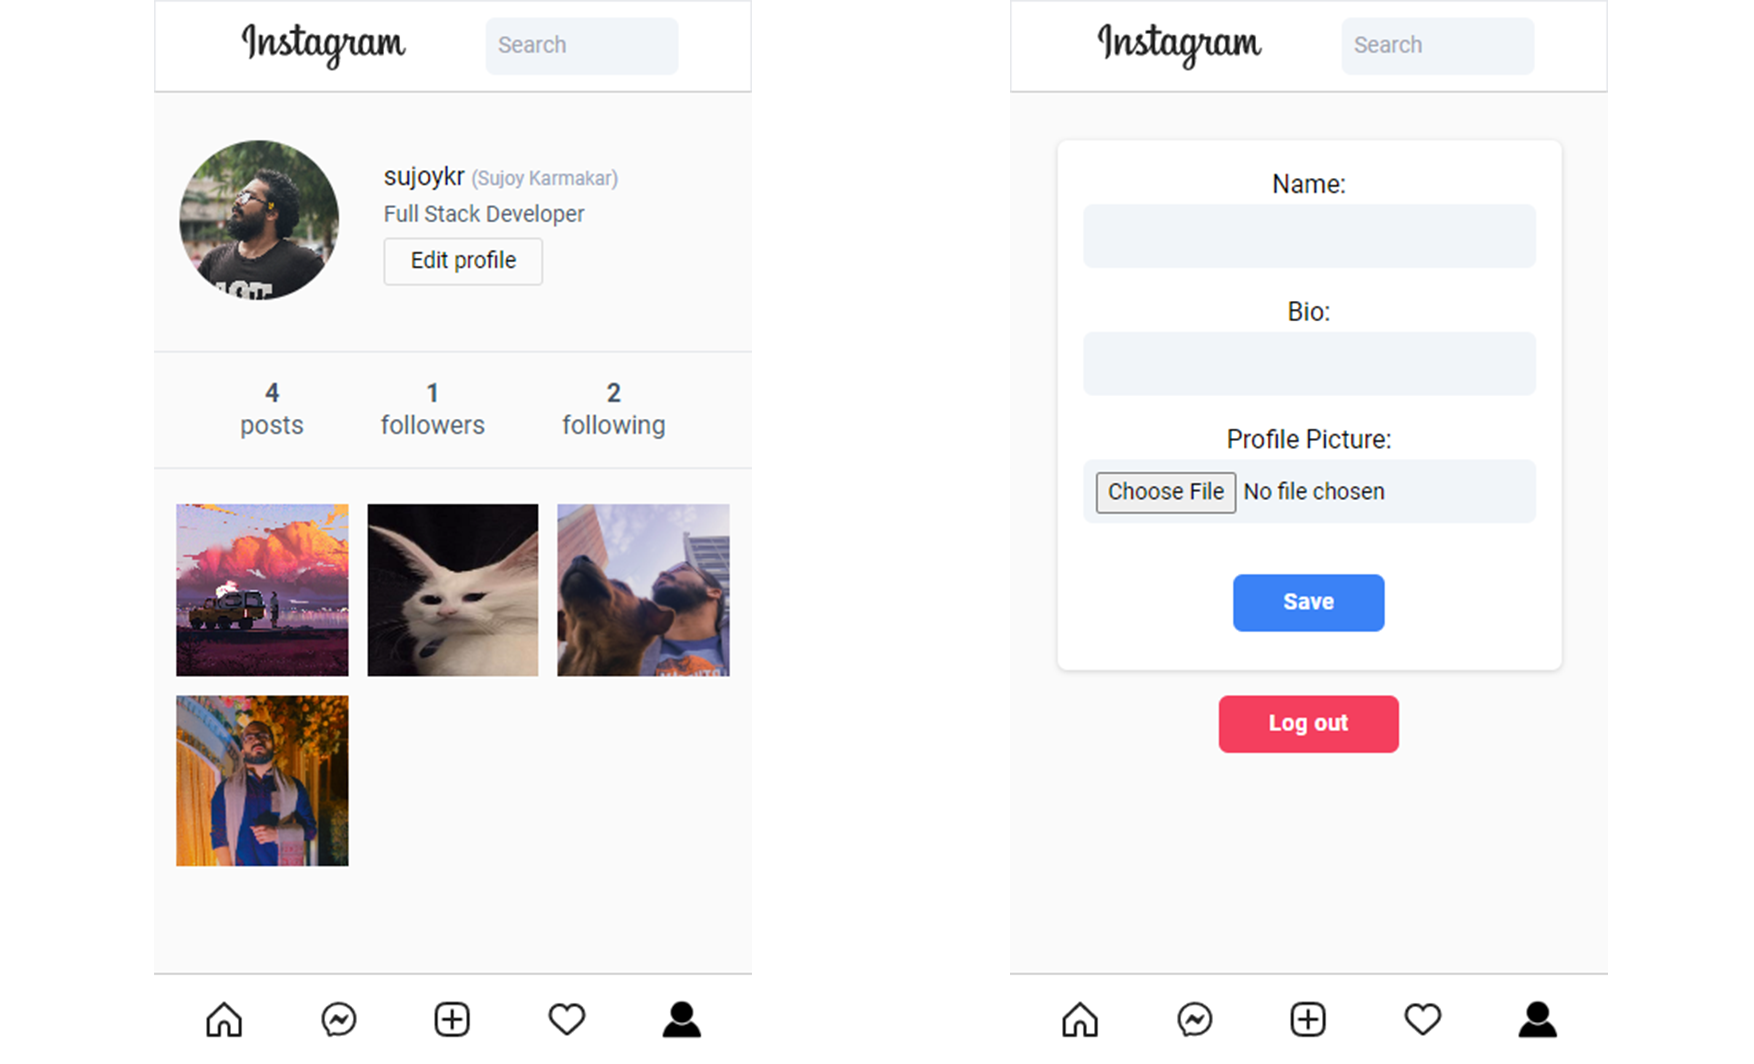 Instagram
Search
sujoykr (Sujoy Karmakar)
Full Stack Developer
Edit profile
4 posts
1 followers
2 following
Instagram
Search
Name:
Bio:
Profile Picture:
Choose File No file chosen
Save
Log out